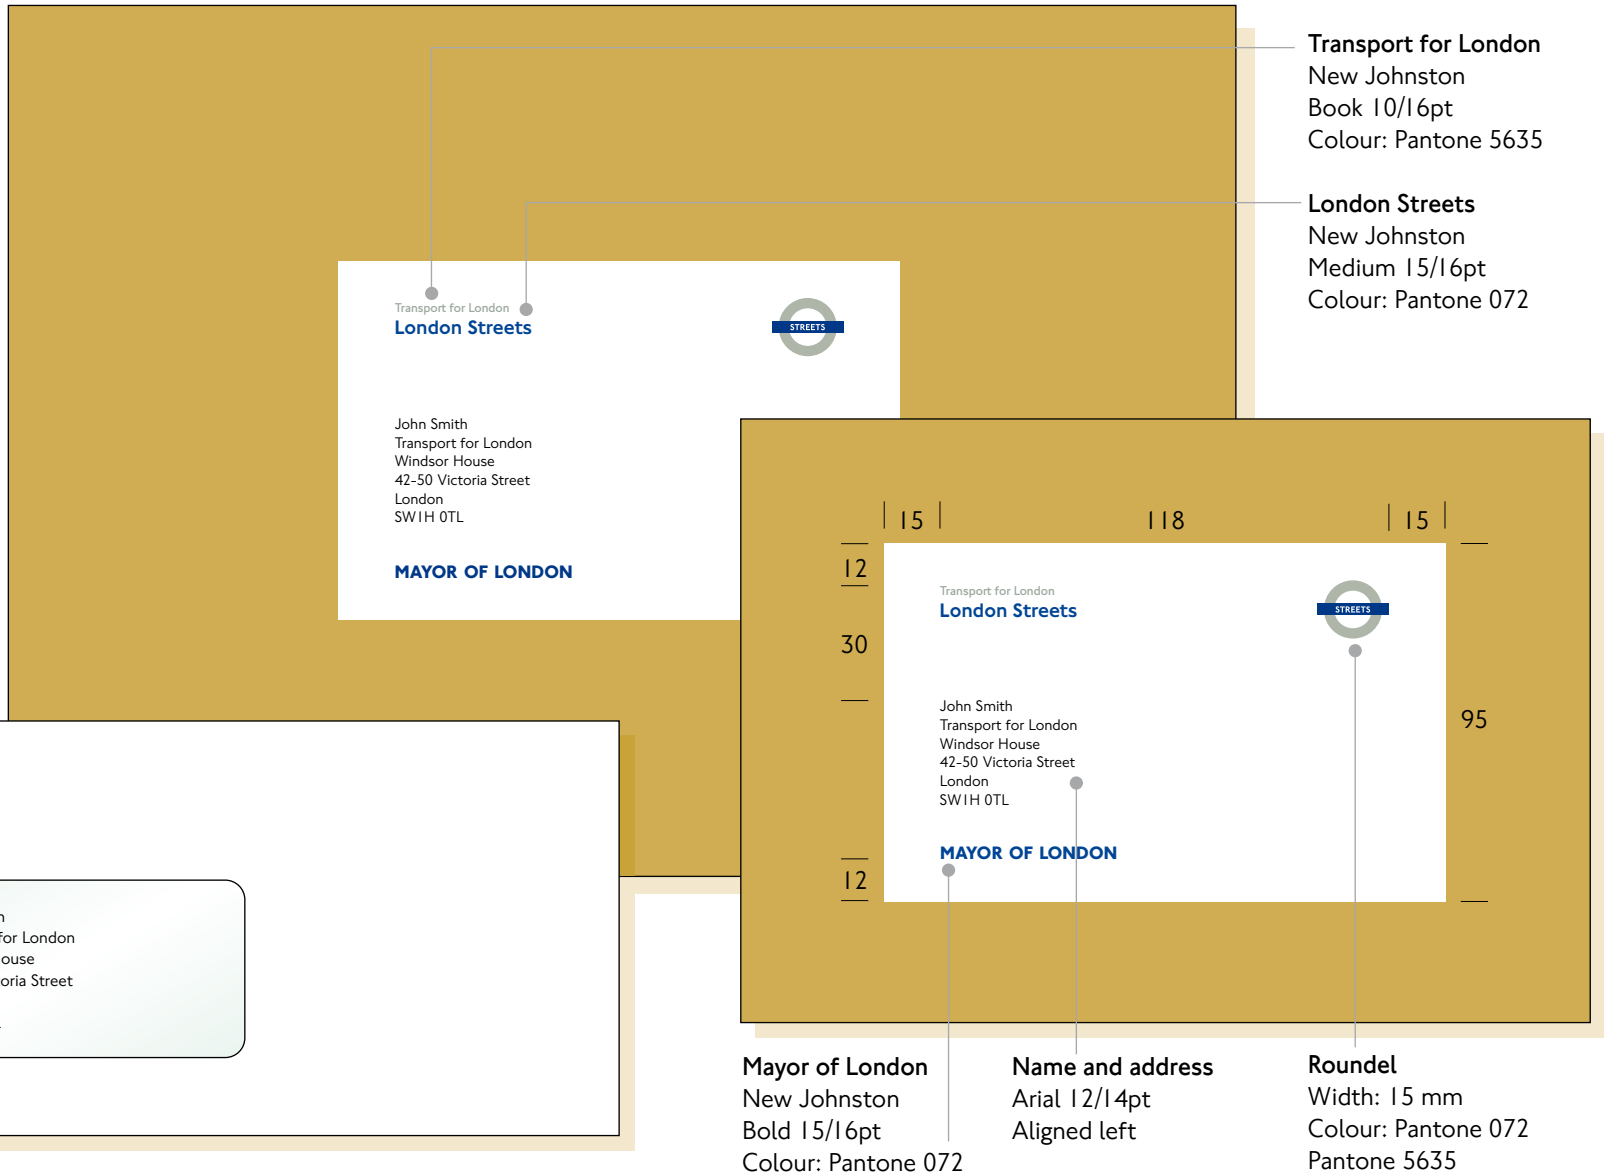 Transport for London
New Johnston
Book 10/16pt
Colour: Pantone 5635
London Streets
New Johnston
Medium 15/16pt
Colour: Pantone 072
Transport for London
London Streets
STREETS
John Smith
Transport for London
Windsor House
42-50 Victoria Street
London
SW1H 0TL
MAYOR OF LONDON
15
118
15
12
30
12
95
Transport for London
London Streets
STREETS
John Smith
Transport for London
Windsor House
42-50 Victoria Street
London
SW1H 0TL
MAYOR OF LONDON
for London
ouse
oria Street
Mayor of London
New Johnston
Bold 15/16pt
Colour: Pantone 072
Name and address
Arial 12/14pt
Aligned left
Roundel
Width: 15 mm
Colour: Pantone 072
Pantone 5635